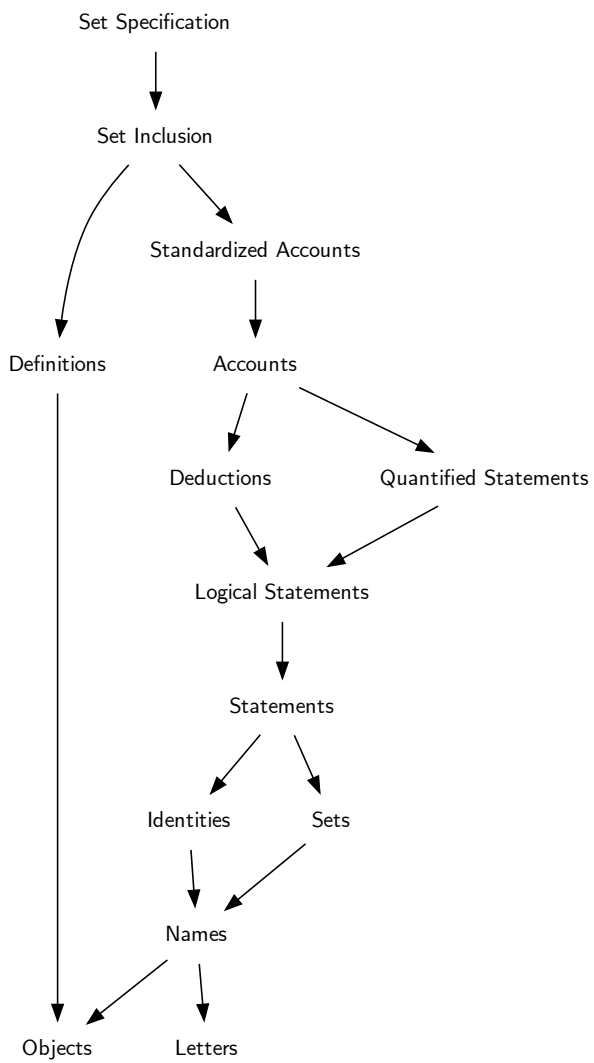 Set Specification
Set Inclusion
Standardized Accounts
Definitions
Accounts
Deductions
Quantified Statements
Logical Statements
Statements
Identities
Sets
Names
Objects
Letters